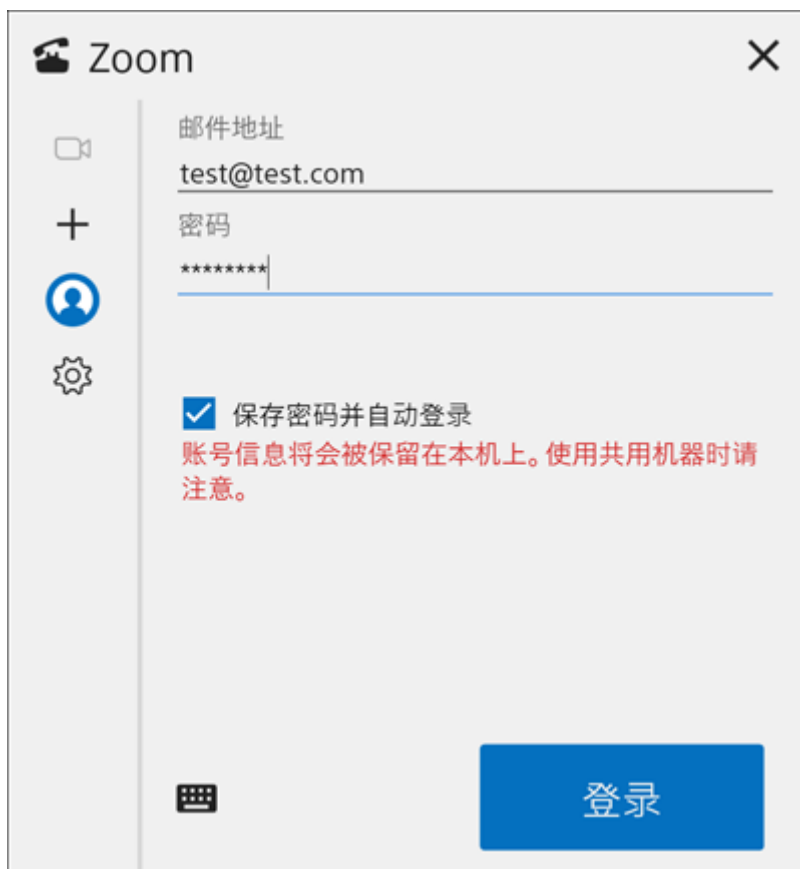 Zoom
邮件地址
test@test.com
密码
********
保存密码并自动登录
账号信息将会被保留在本机上。使用共用机器时请
注意。
登录